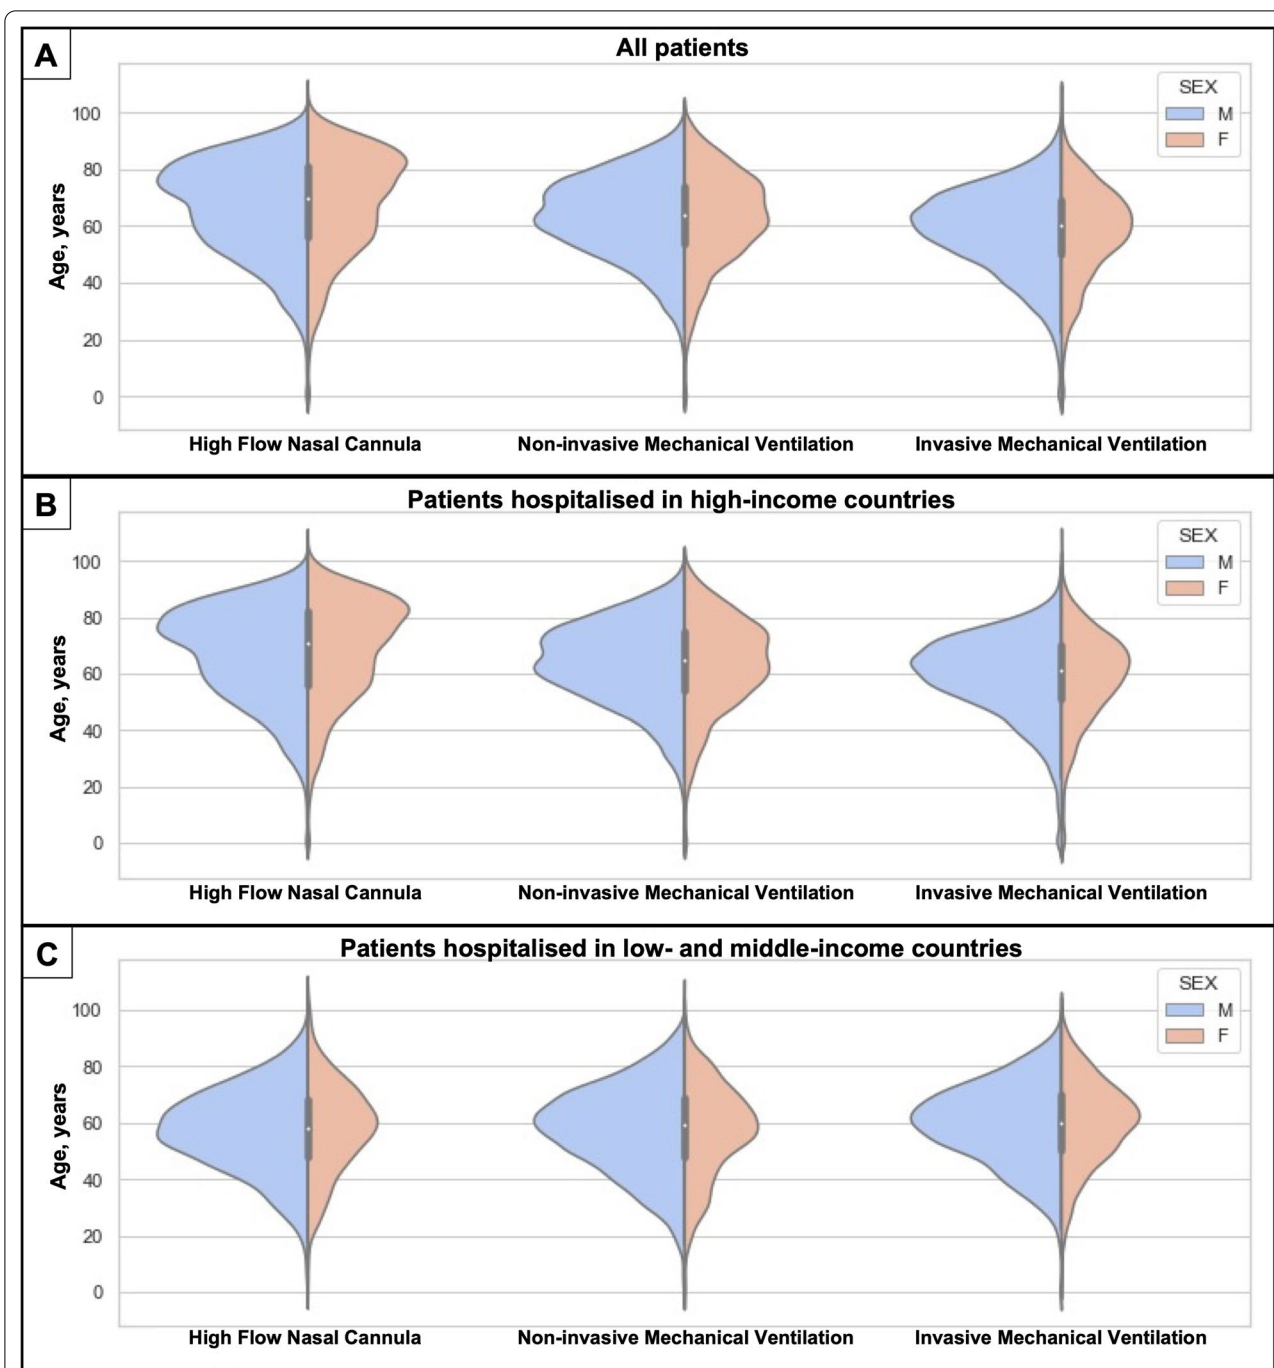 A
All patients
SEX
M
F
100
80
60
40
20
0
Age, years
High Flow Nasal Cannula
Non-invasive Mechanical Ventilation
Invasive Mechanical Ventilation
B
Patients hospitalised in high-income countries
SEX
M
F
100
80
60
40
20
0
Age, years
High Flow Nasal Cannula
Non-invasive Mechanical Ventilation
Invasive Mechanical Ventilation
C
Patients hospitalised in low- and middle-income countries
SEX
M
F
100
80
60
40
20
0
Age, years
High Flow Nasal Cannula
Non-invasive Mechanical Ventilation
Invasive Mechanical Ventilation